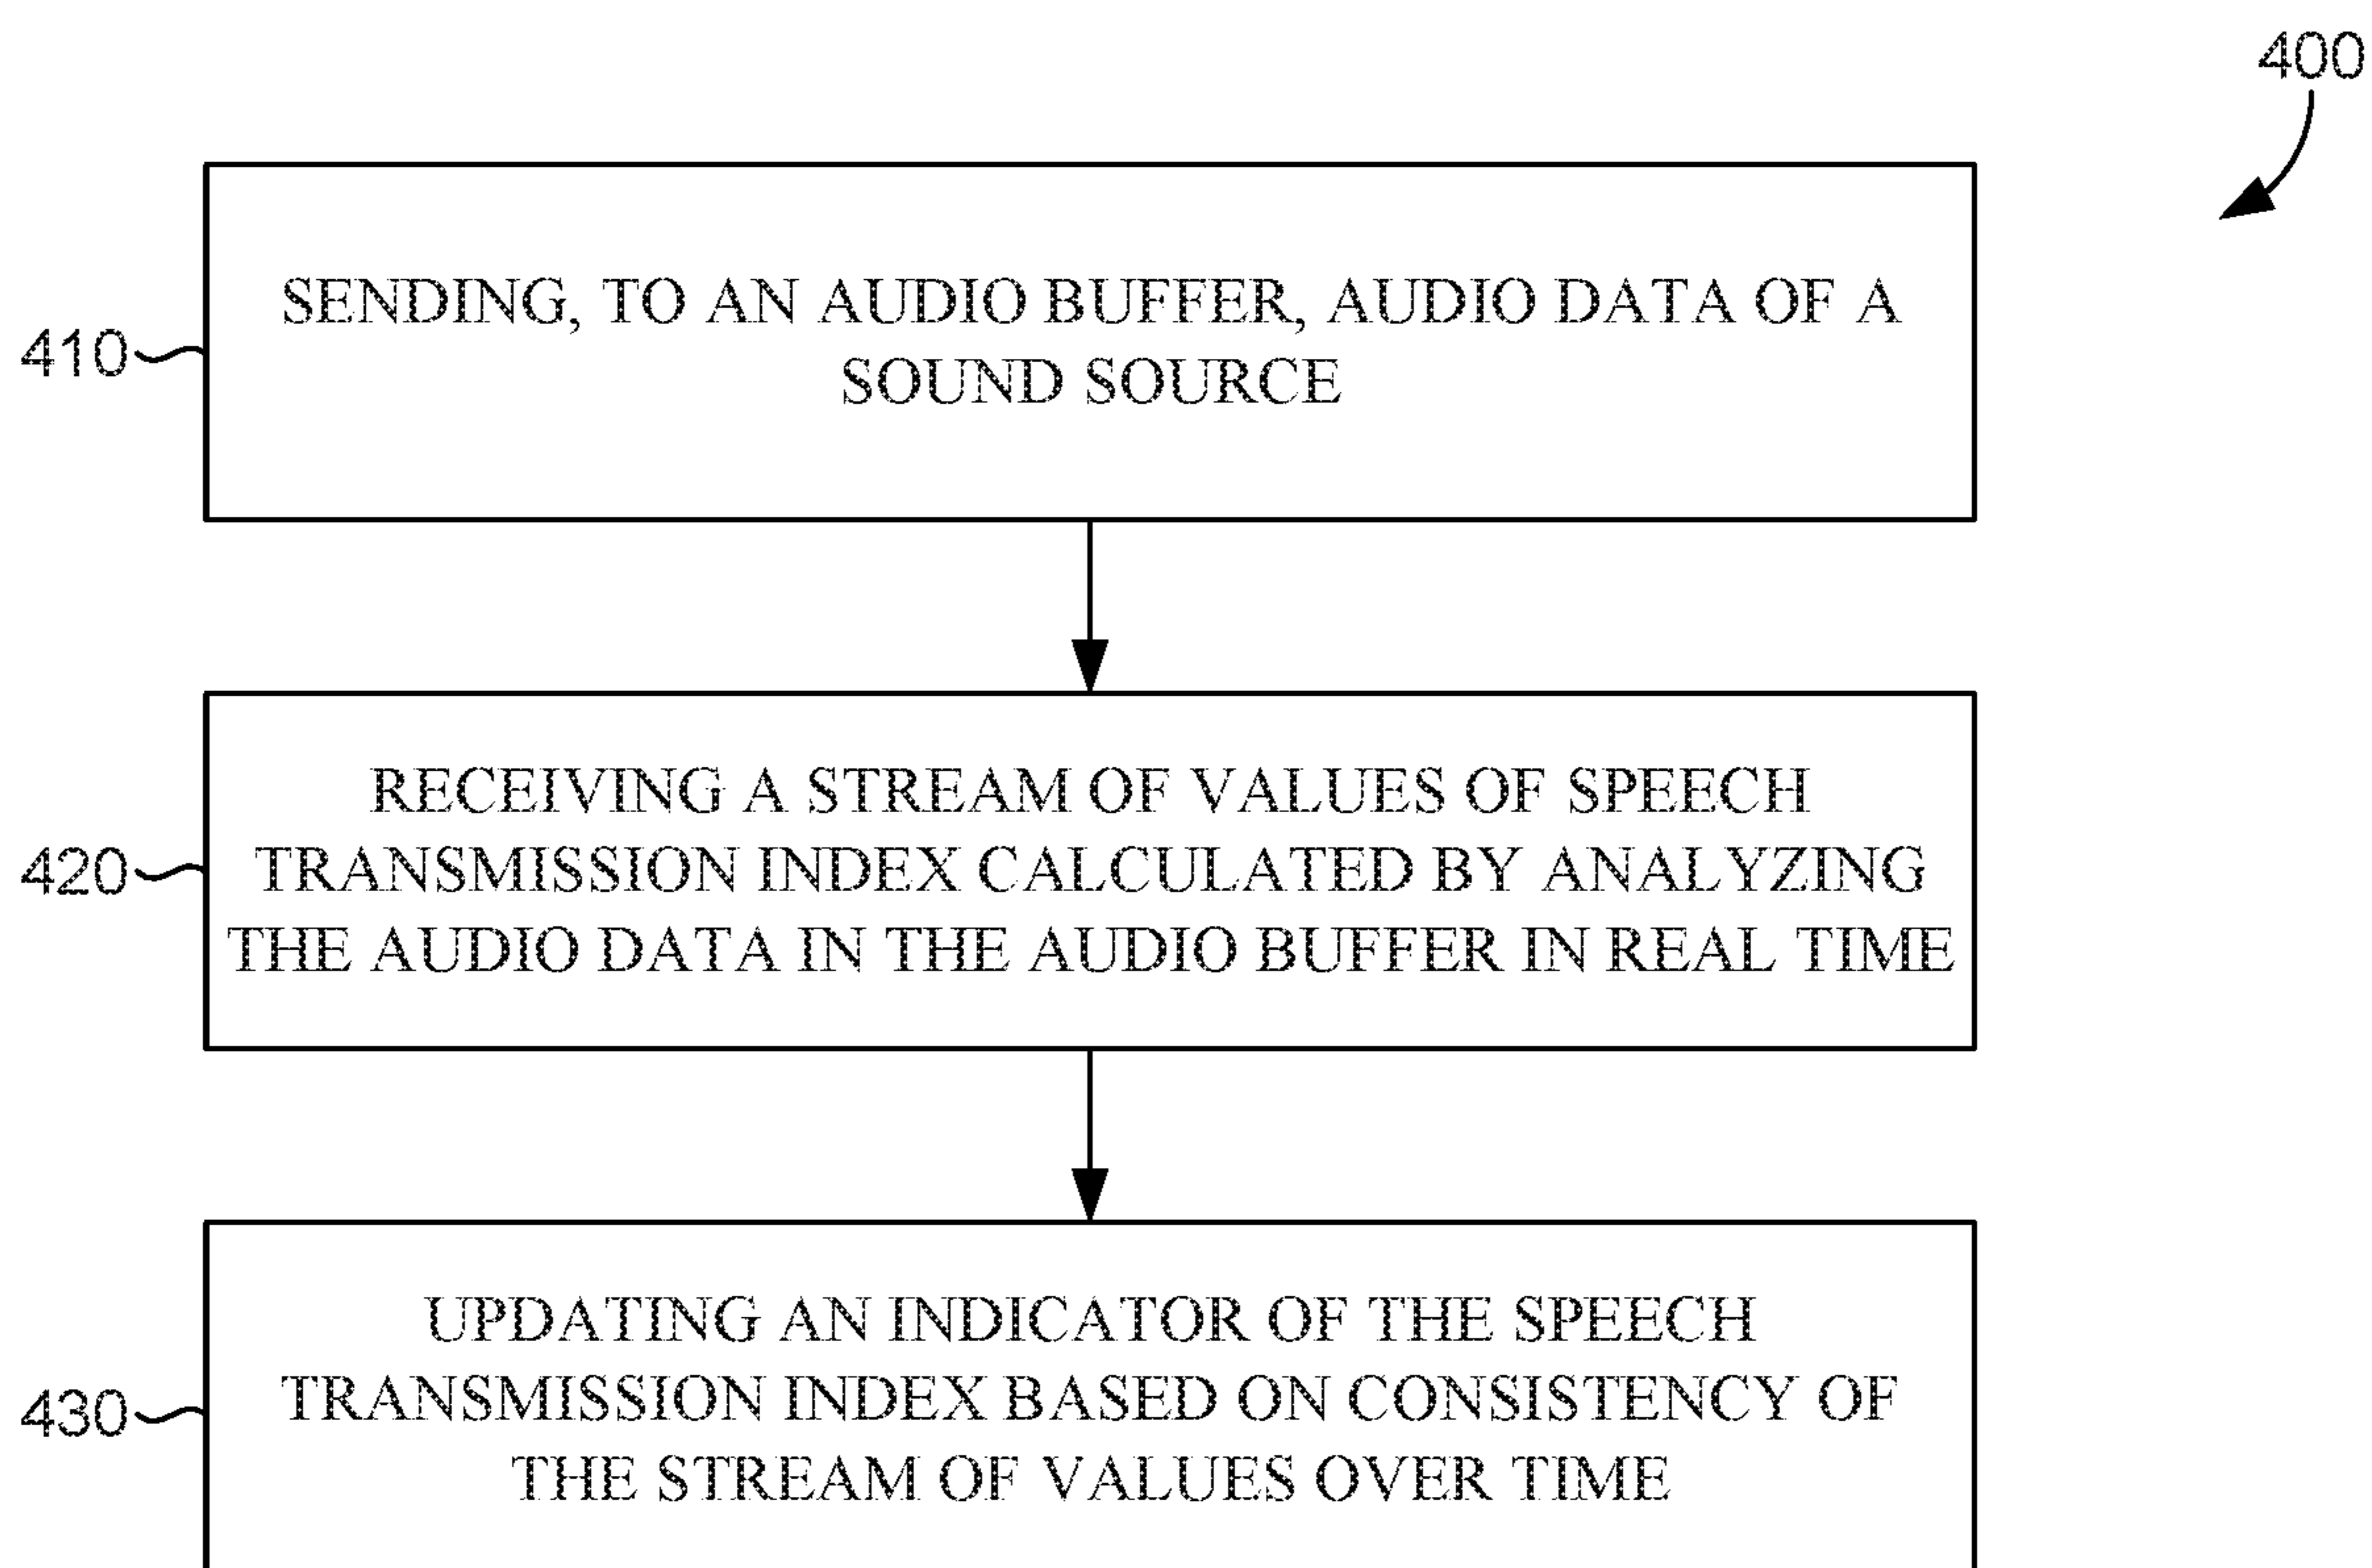 400
410
SENDING, TO AN AUDIO BUFFER, AUDIO DATA OF A
SOUND SOURCE
420
RECEIVING A STREAM OF VALUES OF SPEECH
TRANSMISSION INDEX CALCULATED BY ANALYZING
THE AUDIO DATA IN THE AUDIO BUFFER IN REAL TIME
430
UPDATING AN INDICATOR OF THE SPEECH
TRANSMISSION INDEX BASED ON CONSISTENCY OF
THE STREAM OF VALUES OVER TIME